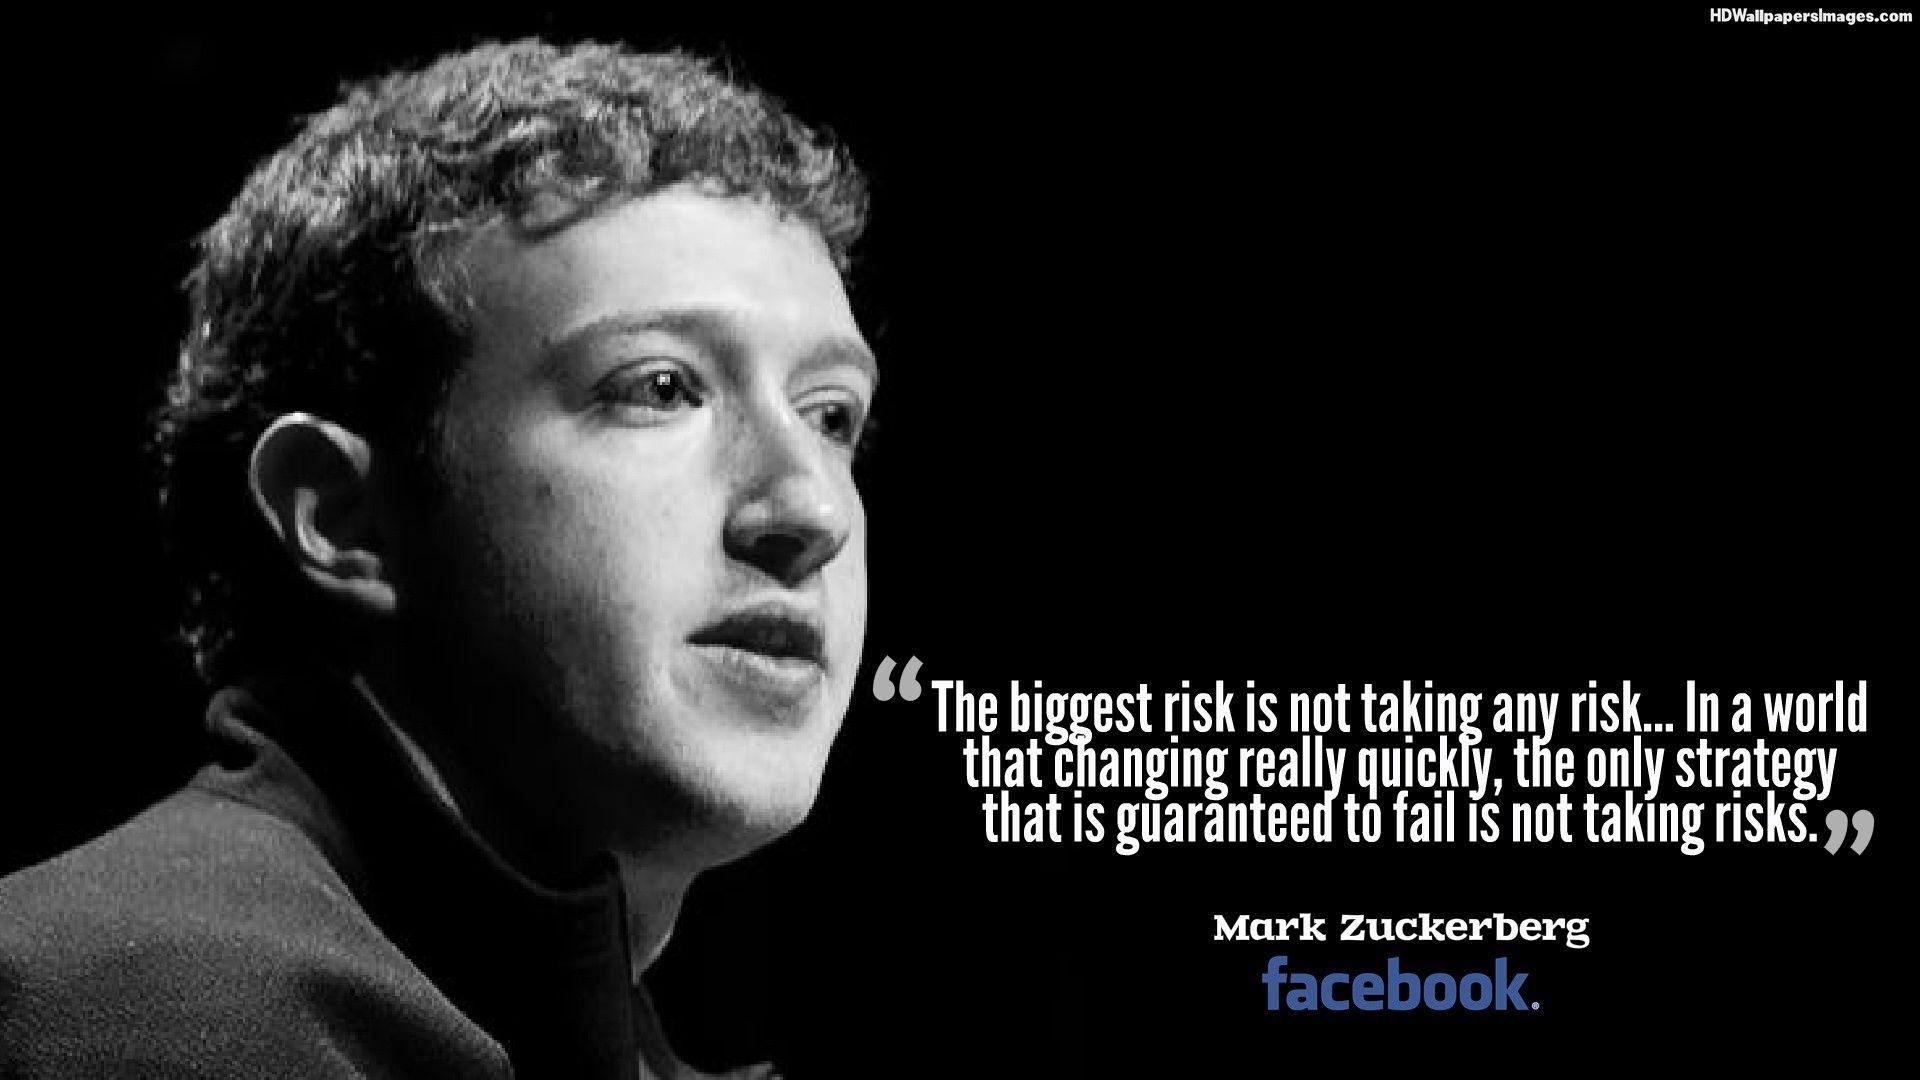 HDWallpapersImages.com
“The biggest risk is not taking any risk... In a world
that changing really quickly, the only strategy
that is guaranteed to fail is not taking risks.”
Mark Zuckerberg
facebook®